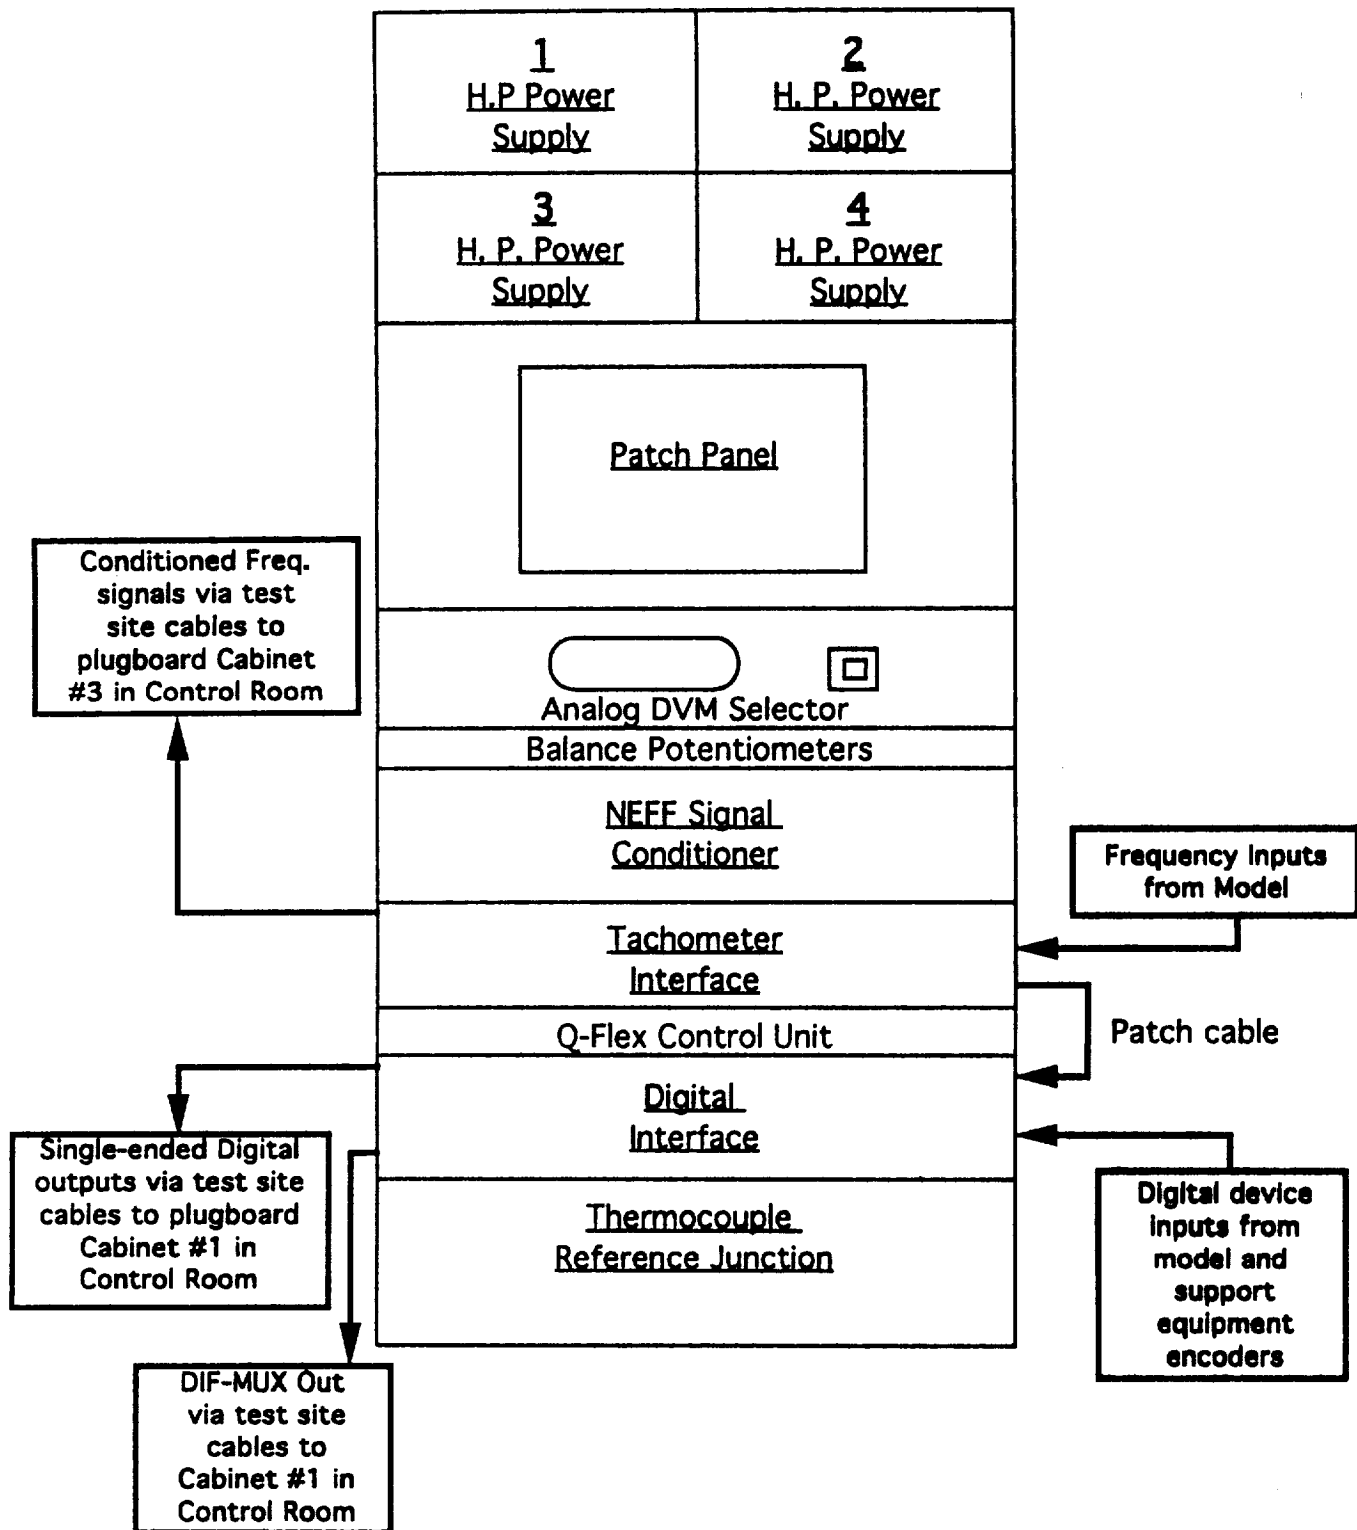 1
H.P Power
Supply
2
H. P. Power
Supply
3
H. P. Power
Supply
4
H. P. Power
Supply
Patch Panel
Conditioned Freq.
signals via test
site cables to
plugboard Cabinet
#3 in Control Room
Analog DVM Selector
Balance Potentiometers
NEFF Signal
Conditioner
Frequency Inputs
from Model
Tachometer
Interface
Q-Flex Control Unit
Patch cable
Digital
Interface
Single-ended Digital
outputs via test site
cables to plugboard
Cabinet #1 in
Control Room
Digital device
inputs from
model and
support
equipment
encoders
Thermocouple
Reference Junction
DIF-MUX Out
via test site
cables to
Cabinet #1 in
Control Room